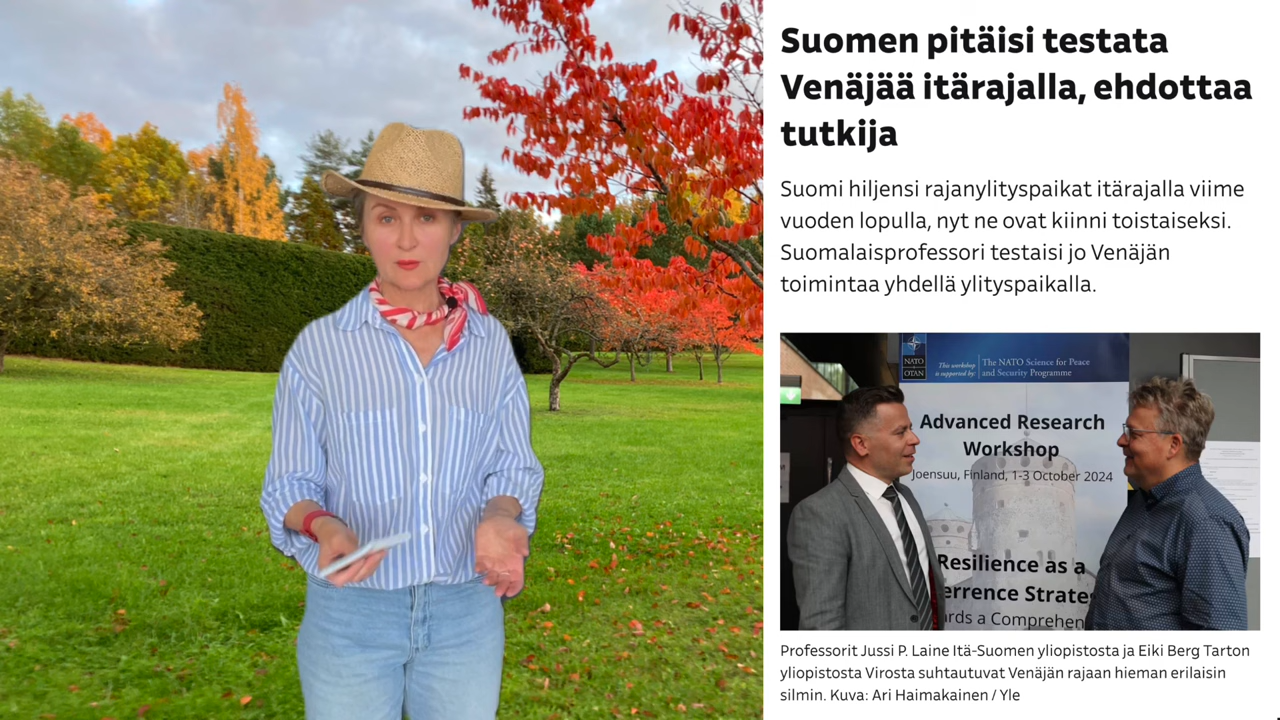 Suomen pitäisi testata
Venäjää itärajalla, ehdottaa
tutkija
Suomi hiljensi rajanylityspaikat itärajalla viime
vuoden lopulla, nyt ne ovat kiinni toistaiseksi.
Suomalaisprofessori testaisi jo Venäjän
toimintaa yhdellä ylityspaikalla.
NATO
OTAN
This workshop
is supported by:
The NATO Science for Peace
and Security Programme
Advanced Research
Workshop
Joensuu, Finland, 1-3 October 2024
Resilience as a
errence Strate
ards a Comprehen
Professorit Jussi P. Laine Itä-Suomen yliopistosta ja Eiki Berg Tarton
yliopistosta Virosta suhtautuvat Venäjän rajaan hieman erilaisin
silmin. Kuva: Ari Haimakainen / Yle